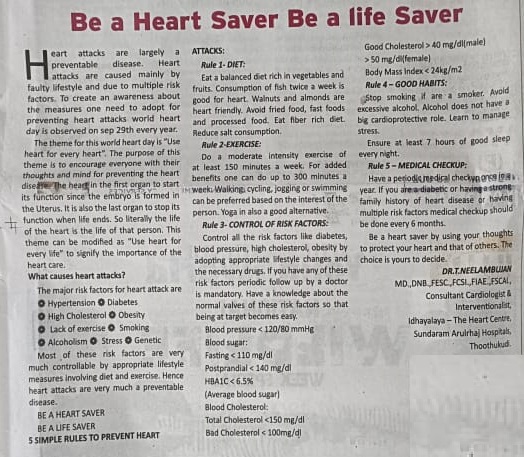 Be a Heart Saver Be a life Saver
Heart attacks are largely a
preventable disease. Heart
attacks are caused mainly by
faulty lifestyle and due to multiple risk
factors. To create an awareness about
the measures one need to adopt for
preventing heart attacks world heart
day is observed on sep 29th every year.
The theme for this world heart day is "Use
heart for every heart". The purpose of this
theme is to encourage everyone with their
thoughts and mind for preventing the heart
disease. The heart in the first organ to start
its function since the embryo is formed in
the Uterus. It is also the last organ to stop its
function when life ends. So literally the life
of the heart is the life of that person. This
theme can be modified as "Use heart for
every life" to signify the importance of the
heart care.
What causes heart attacks?
The major risk factors for heart attack are
Hypertension Diabetes
High Cholesterol Obesity
Lack of exercise Smoking
Alcoholism Stress Genetic
Most of these risk factors are very
much controllable by appropriate lifestyle
measures involving diet and exercise. Hence
heart attacks are very much a preventable
disease.
BE A HEART SAVER
BE A LIFE SAVER
5 SIMPLE RULES TO PREVENT HEART
ATTACKS:
Rule 1- DIET:
Eat a balanced diet rich in vegetables and
fruits. Consumption of fish twice a week is
good for heart. Walnuts and almonds are
heart friendly. Avoid fried food, fast foods
and processed food. Eat fiber rich diet.
Reduce salt consumption.
Rule 2-EXERCISE:
Do a moderate intensity exercise of
at least 150 minutes a week. For added
benefits one can do up to 300 minutes a
week. Walking, cycling, jogging or swimming
can be preferred based on the interest of the
person. Yoga in also a good alternative.
Rule 3- CONTROL OF RISK FACTORS:
Control all the risk factors like diabetes,
blood pressure, high cholesterol, obesity by
adopting appropriate lifestyle changes and
the necessary drugs. If you have any of these
risk factors periodic follow up by a doctor
is mandatory. Have a knowledge about the
normal values of these risk factors so that
being at target becomes easy.
Blood pressure < 120/80 mmHg
Blood sugar:
Fasting < 110 mg/dl
Postprandial < 140 mg/dl
HBA1C < 6.5%
(Average blood sugar)
Blood Cholesterol:
Total Cholesterol <150 mg/dl
Bad Cholesterol < 100mg/dl
Good Cholesterol > 40 mg/dl(male)
> 50 mg/dl(female)
Body Mass Index < 24kg/m2
Rule 4 – GOOD HABITS:
Stop smoking if are a smoker. Avoid
excessive alcohol. Alcohol does not have a
big cardioprotective role. Learn to manage
stress.
Ensure at least 7 hours of good sleep
every night.
Rule 5 – MEDICAL CHECKUP:
Have a periodic medical checkup once in a
year. If you are a diabetic or having a strong
family history of heart disease or having
multiple risk factors medical checkup should
be done every 6 months.
Be a heart saver by using your thoughts
to protect your heart and that of others. The
choice is yours to decide.
DR.T.NEELAMBUJAN
MD.,DNB.,FESC.,FCSI.,FIAE.,FSCAI.,
Consultant Cardiologist &
Interventionalist,
Idhayalaya – The Heart Centre,
Sundaram Arulrhaj Hospitals,
Thoothukudi.